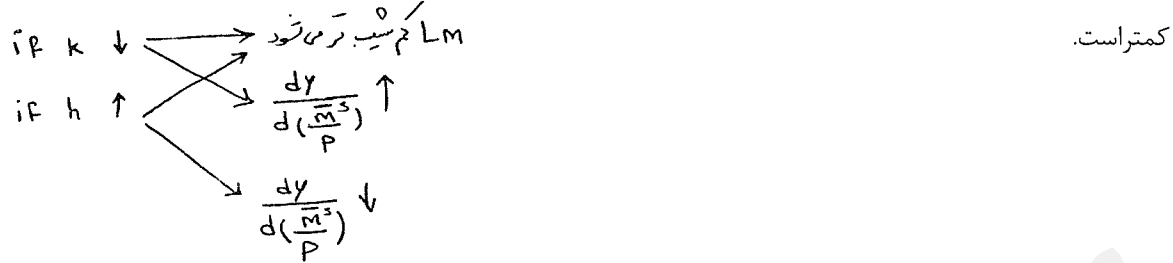 کمتراست.
if k ↓ LM کم شیب تر می شود
dy / d(m̅ˢ/p) ↑
if h ↑
dy / d(m̅ˢ/p) ↓